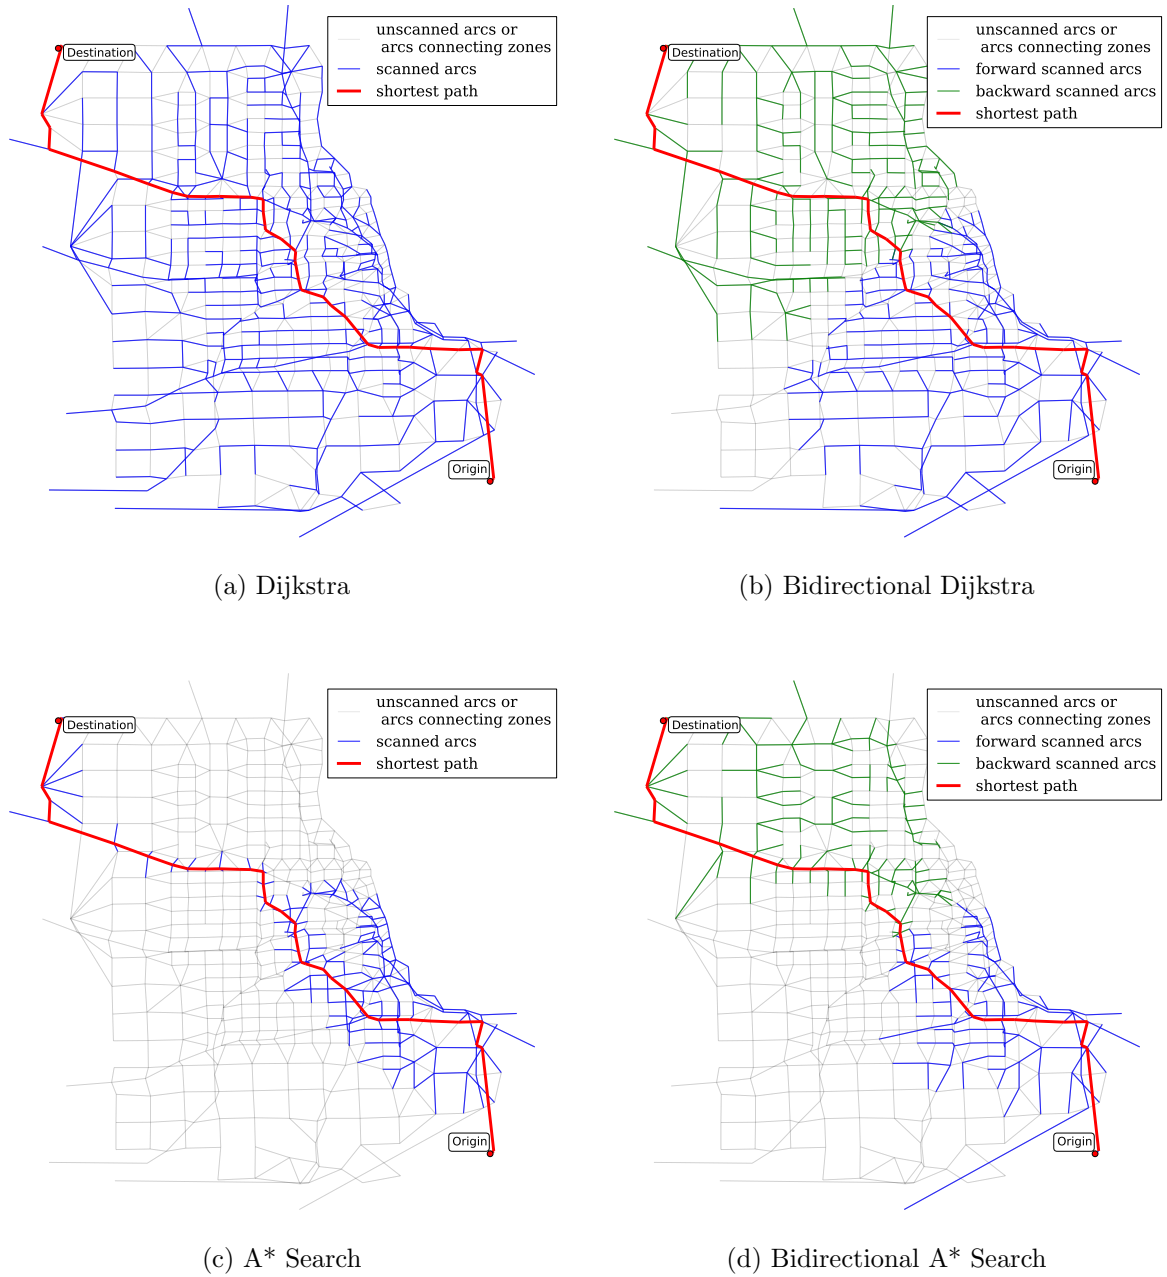 unscanned arcs or
arcs connecting zones
scanned arcs
shortest path
Destination
Origin
(a) Dijkstra
unscanned arcs or
arcs connecting zones
forward scanned arcs
backward scanned arcs
shortest path
Destination
Origin
(b) Bidirectional Dijkstra
unscanned arcs or
arcs connecting zones
scanned arcs
shortest path
Destination
Origin
(c) A* Search
unscanned arcs or
arcs connecting zones
forward scanned arcs
backward scanned arcs
shortest path
Destination
Origin
(d) Bidirectional A* Search